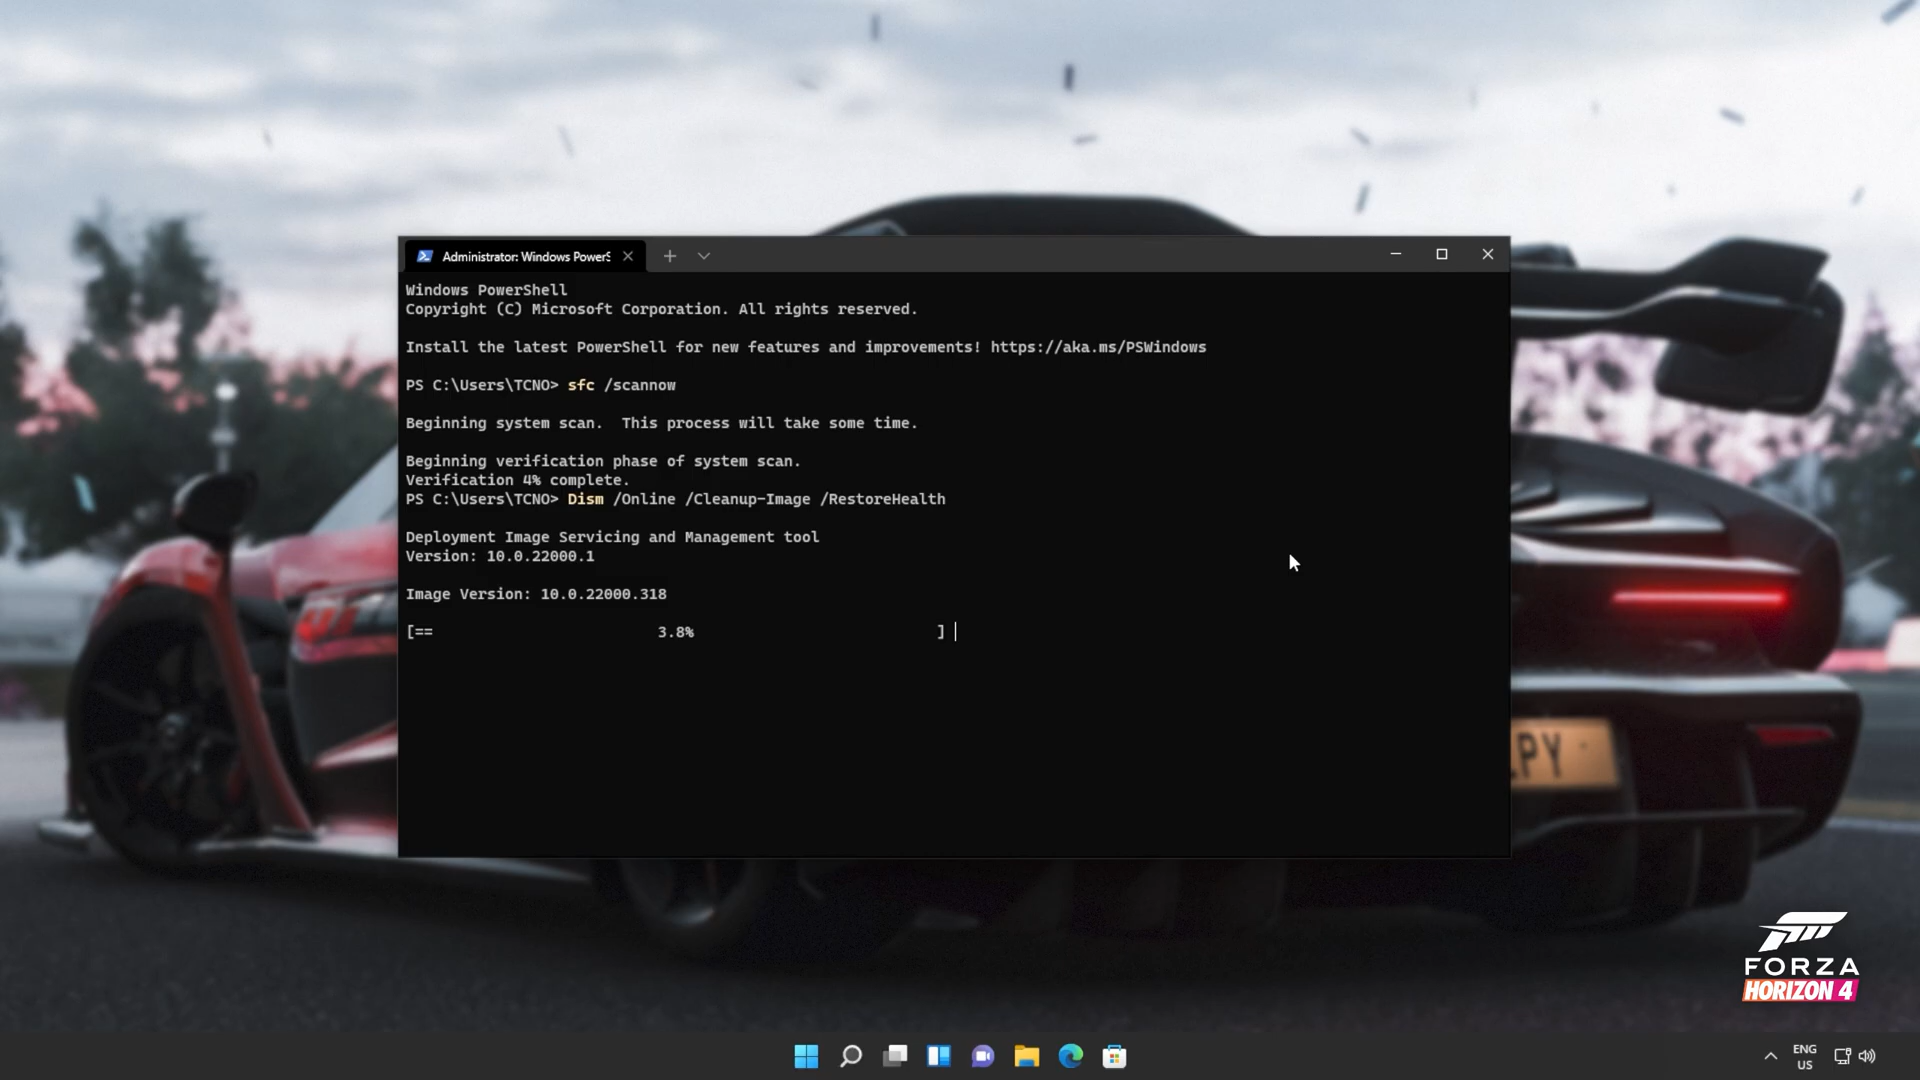 Administrator: Windows PowerS
Windows PowerShell
Copyright (C) Microsoft Corporation. All rights reserved.
Install the latest PowerShell for new features and improvements! https://aka.ms/PSWindows
PS C:\Users\TCNO> sfc /scannow
Beginning system scan.  This process will take some time.
Beginning verification phase of system scan.
Verification 4% complete.
PS C:\Users\TCNO> Dism /Online /Cleanup-Image /RestoreHealth
Deployment Image Servicing and Management tool
Version: 10.0.22000.1
Image Version: 10.0.22000.318
[==                         3.8%                           ]
PY
FORZA
HORIZON 4
ENG
US